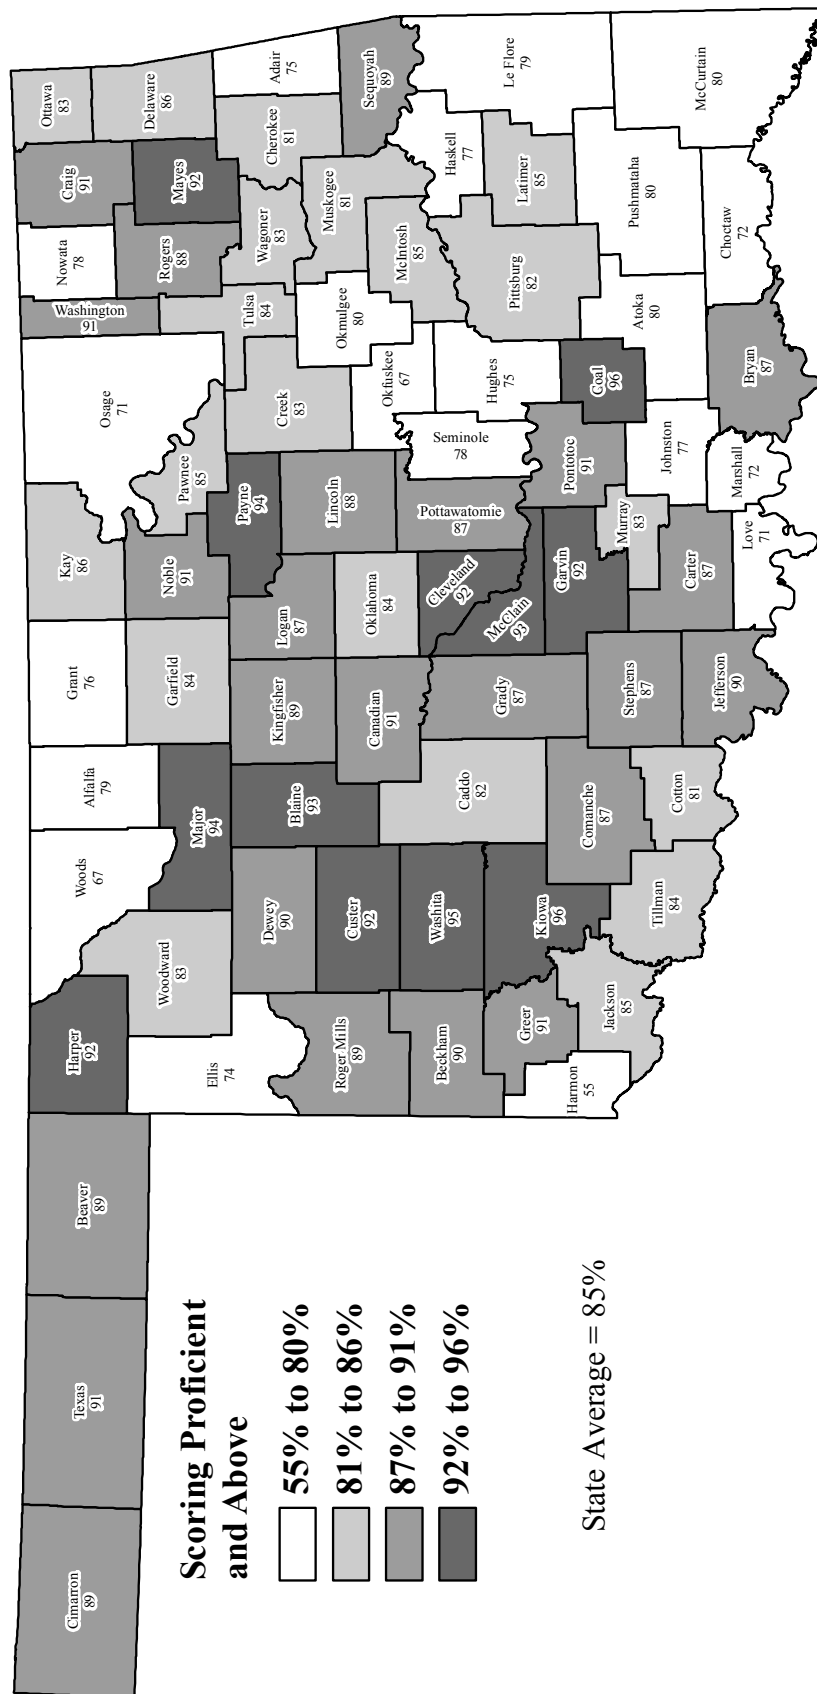 Cimarron
89
Texas
91
Beaver
89
Harper
92
Woods
67
Alfalfa
79
Grant
76
Kay
86
Osage
71
Washington
91
Nowata
78
Craig
91
Ottawa
83
Ellis
74
Woodward
83
Major
94
Garfield
84
Noble
91
Pawnee
85
Tulsa
84
Rogers
88
Mayes
92
Delaware
86
Roger Mills
89
Dewey
90
Blaine
93
Kingfisher
89
Logan
87
Payne
94
Creek
83
Wagoner
83
Cherokee
81
Adair
75
Beckham
90
Custer
92
Canadian
91
Oklahoma
84
Lincoln
88
Okfuskee
67
Okmulgee
80
Muskogee
81
Sequoyah
89
Washita
95
Caddo
82
Grady
87
Cleveland
92
McClain
93
Pottawatomie
87
Seminole
78
Hughes
75
McIntosh
85
Haskell
77
Le Flore
79
Harmon
55
Greer
91
Kiowa
96
Comanche
87
Garvin
92
Pontotoc
91
Coal
96
Pittsburg
82
Latimer
85
Jackson
85
Tillman
84
Cotton
81
Stephens
87
Jefferson
90
Carter
87
Murray
83
Johnston
77
Atoka
80
Pushmataha
80
McCurtain
80
Love
71
Marshall
72
Bryan
87
Choctaw
72
Scoring Proficient
and Above
55% to 80%
81% to 86%
87% to 91%
92% to 96%
State Average = 85%